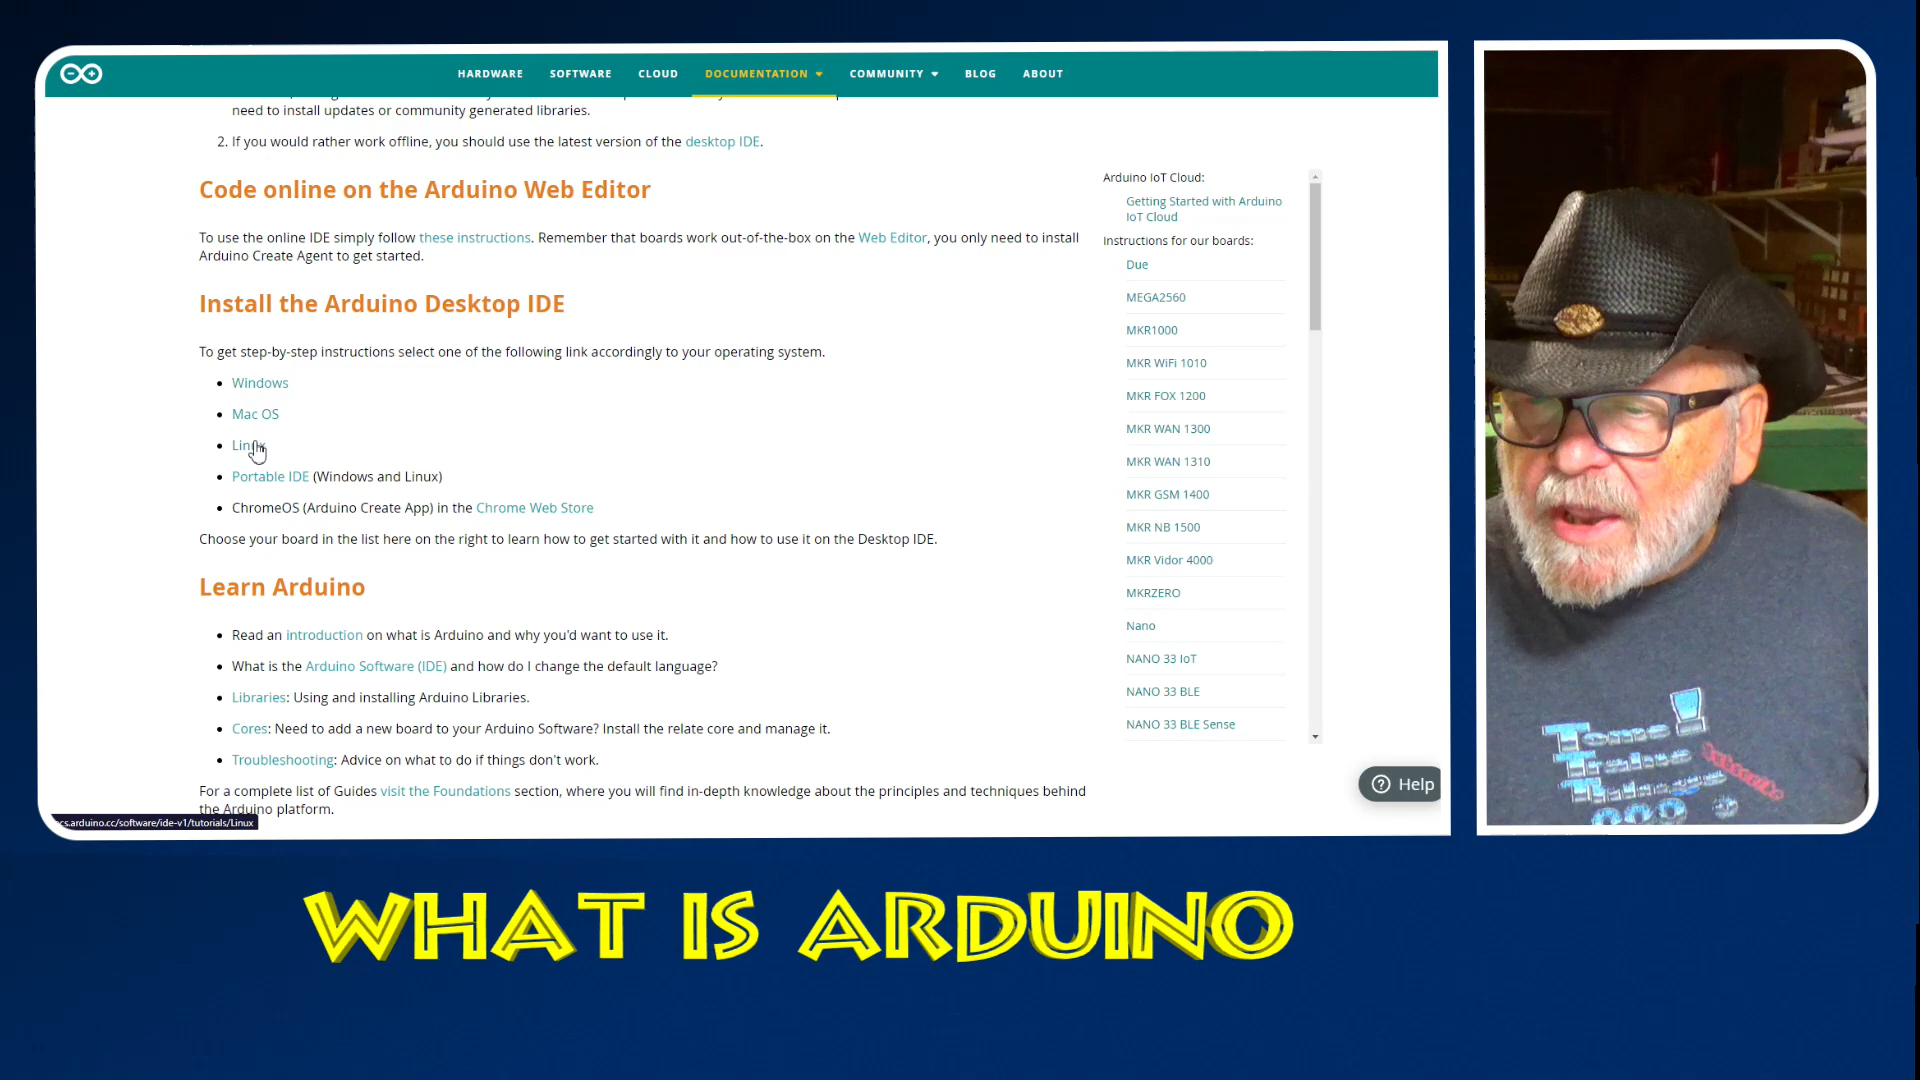 HARDWARE SOFTWARE CLOUD DOCUMENTATION COMMUNITY BLOG ABOUT
need to install updates or community generated libraries.
2. If you would rather work offline, you should use the latest version of the desktop IDE.
Code online on the Arduino Web Editor
To use the online IDE simply follow these instructions. Remember that boards work out-of-the-box on the Web Editor, you only need to install
Arduino Create Agent to get started.
Install the Arduino Desktop IDE
To get step-by-step instructions select one of the following link accordingly to your operating system.
Windows
Mac OS
Linux
Portable IDE (Windows and Linux)
ChromeOS (Arduino Create App) in the Chrome Web Store
Choose your board in the list here on the right to learn how to get started with it and how to use it on the Desktop IDE.
Learn Arduino
Read an introduction on what is Arduino and why you'd want to use it.
What is the Arduino Software (IDE) and how do I change the default language?
Libraries: Using and installing Arduino Libraries.
Cores: Need to add a new board to your Arduino Software? Install the relate core and manage it.
Troubleshooting: Advice on what to do if things don't work.
For a complete list of Guides visit the Foundations section, where you will find in-depth knowledge about the principles and techniques behind
the Arduino platform.
cs.arduino.cc/software/ide-v1/tutorials/Linux
Arduino IoT Cloud:
Getting Started with Arduino
IoT Cloud
Instructions for our boards:
Due
MEGA2560
MKR1000
MKR WiFi 1010
MKR FOX 1200
MKR WAN 1300
MKR WAN 1310
MKR GSM 1400
MKR NB 1500
MKR Vidor 4000
MKRZERO
Nano
NANO 33 IoT
NANO 33 BLE
NANO 33 BLE Sense
Help
Subscribe
WHAT IS ARDUINO